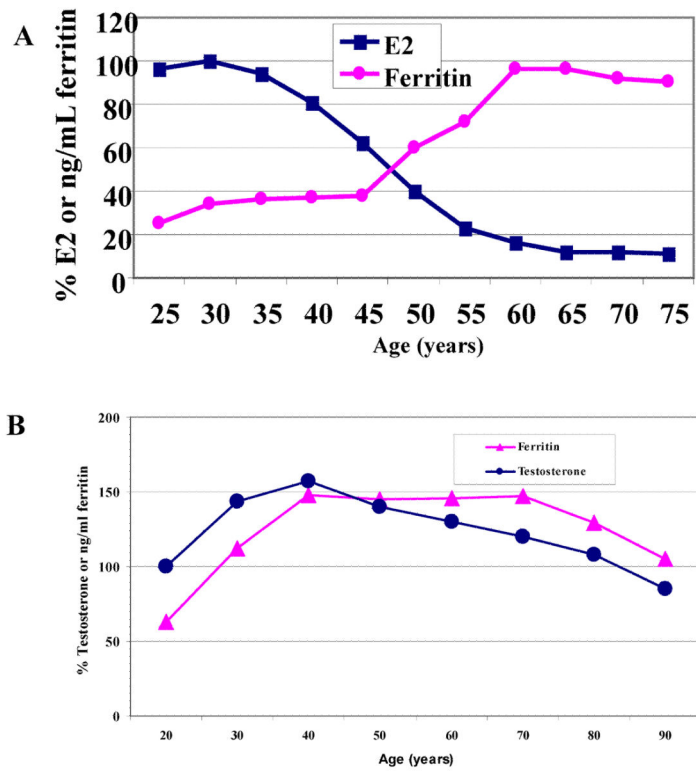 A
% E2 or ng/mL ferritin
120
100
80
60
40
20
0
E2
Ferritin
25 30 35 40 45 50 55 60 65 70 75
Age (years)
B
% Testosterone or ng/ml ferritin
200
150
100
50
0
Ferritin
Testosterone
20 30 40 50 60 70 80 90
Age (years)